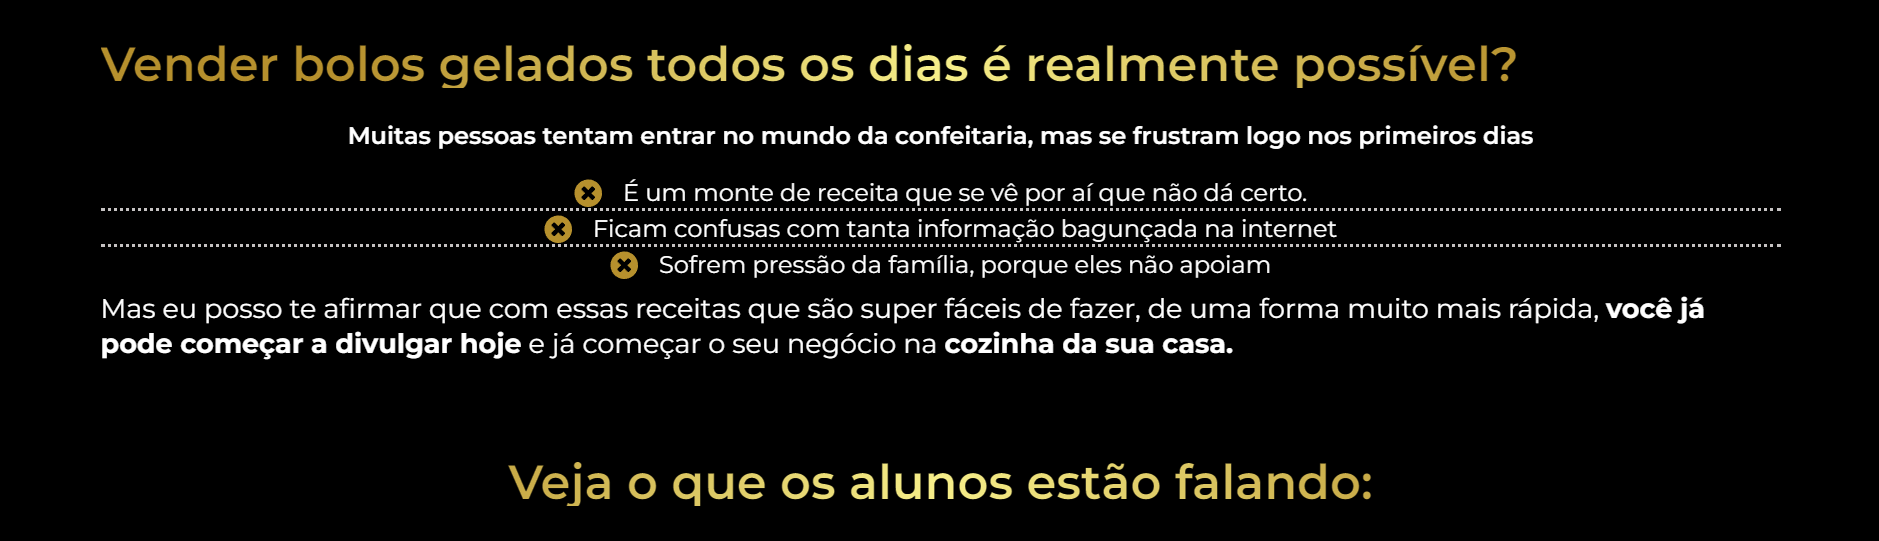 Vender bolos gelados todos os dias é realmente possível?
Muitas pessoas tentam entrar no mundo da confeitaria, mas se frustram logo nos primeiros dias
É um monte de receita que se vê por aí que não dá certo.
Ficam confusas com tanta informação bagunçada na internet
Sofrem pressão da família, porque eles não apoiam
Mas eu posso te afirmar que com essas receitas que são super fáceis de fazer, de uma forma muito mais rápida, você já
pode começar a divulgar hoje e já começar o seu negócio na cozinha da sua casa.
Veja o que os alunos estão falando: